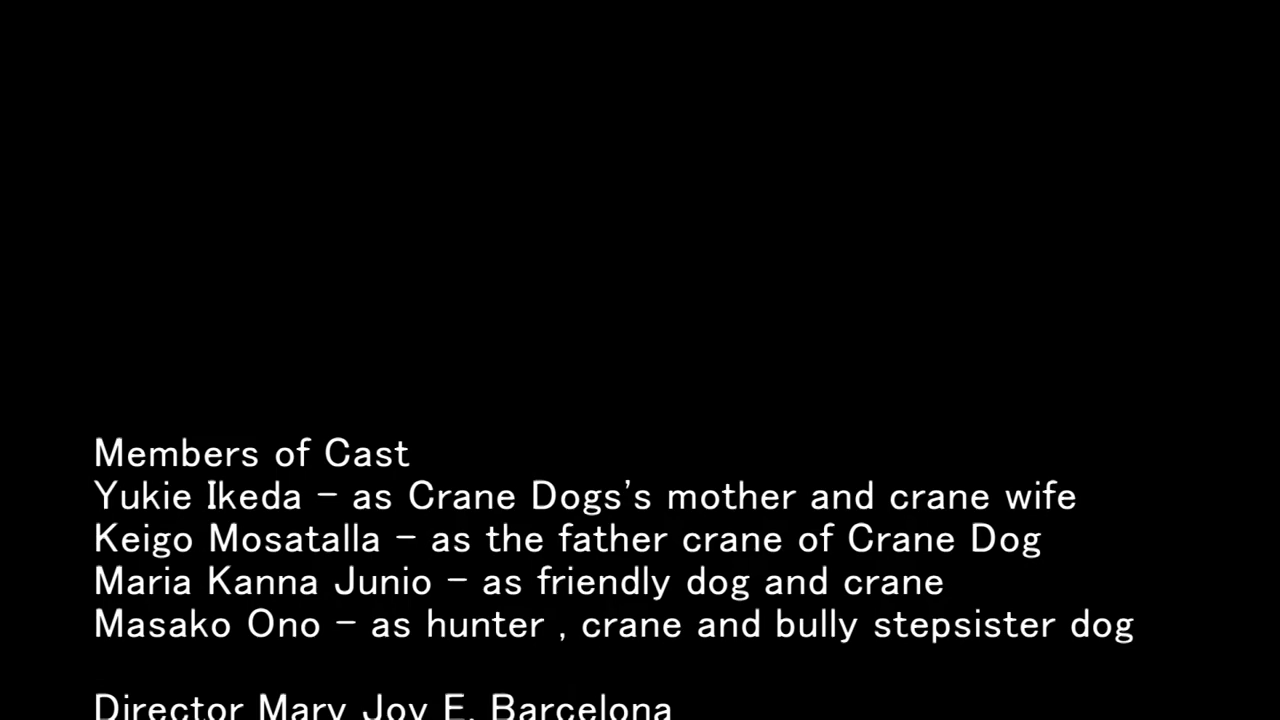 Members of Cast
Yukie Ikeda - as Crane Dogs's mother and crane wife
Keigo Mosatalla - as the father crane of Crane Dog
Maria Kanna Junio - as friendly dog and crane
Masako Ono - as hunter , crane and bully stepsister dog
Director Mary Joy E. Barcelona